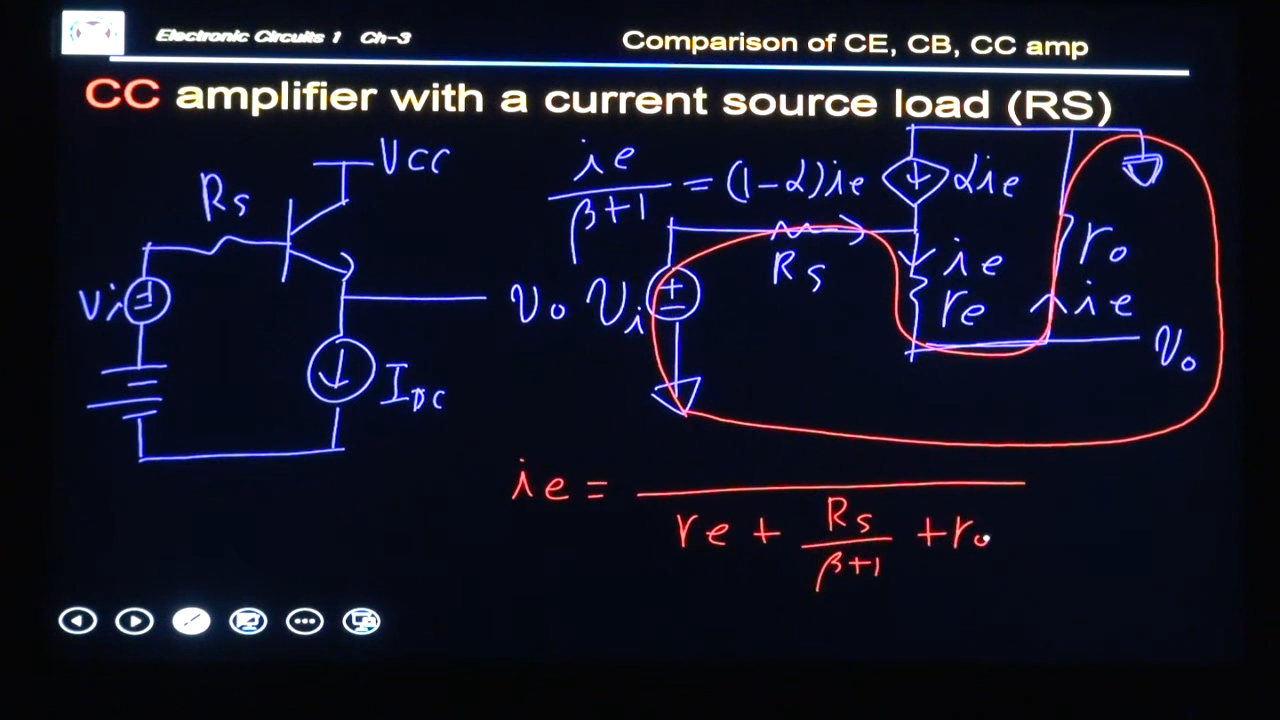 Electronic Circuits 1 Ch-3
Comparison of CE, CB, CC amp
CC amplifier with a current source load (RS)
VCC
Rs
vi
IDC
vo
ie/(β+1) = (1-α)ie
αie
Rs
vi
ie
re
ro
ie
vo
ie = /(re + Rs/(β+1) + ro